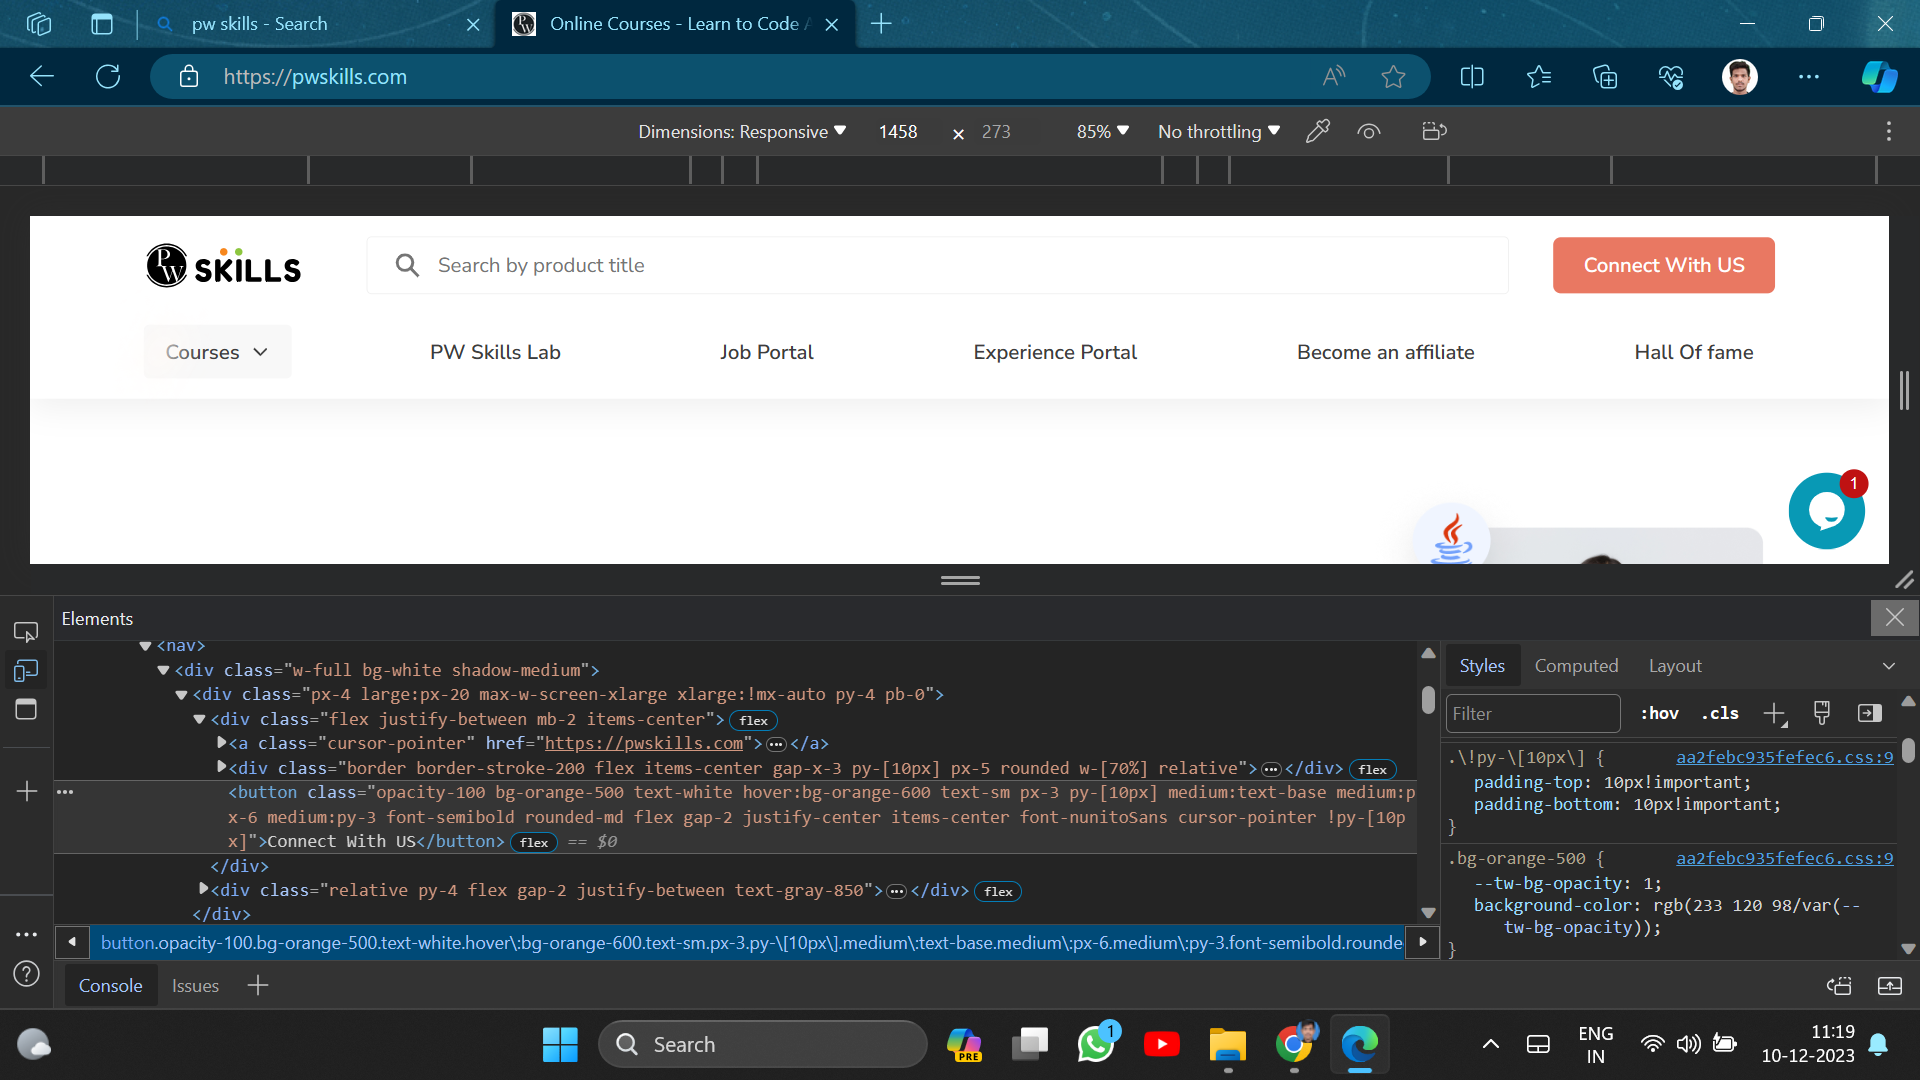 pw skills - Search
Online Courses - Learn to Code A
https://pwskills.com
Dimensions: Responsive 1458 × 273 85% No throttling
PW SKILLS
Search by product title
Connect With US
Courses
PW Skills Lab
Job Portal
Experience Portal
Become an affiliate
Hall Of fame
1
Elements
<nav>
<div class="w-full bg-white shadow-medium">
<div class="px-4 large:px-20 max-w-screen-xlarge xlarge:!mx-auto py-4 pb-0">
<div class="flex justify-between mb-2 items-center"> flex
<a class="cursor-pointer" href="https://pwskills.com">…</a>
<div class="border border-stroke-200 flex items-center gap-x-3 py-[10px] px-5 rounded w-[70%] relative">…</div> flex
<button class="opacity-100 bg-orange-500 text-white hover:bg-orange-600 text-sm px-3 py-[10px] medium:text-base medium:p
x-6 medium:py-3 font-semibold rounded-md flex gap-2 justify-center items-center font-nunitoSans cursor-pointer !py-[10p
x]">Connect With US</button> flex == $0
</div>
<div class="relative py-4 flex gap-2 justify-between text-gray-850">…</div> flex
</div>
button.opacity-100.bg-orange-500.text-white.hover\:bg-orange-600.text-sm.px-3.py-\[10px\].medium\:text-base.medium\:px-6.medium\:py-3.font-semibold.rounde
Styles Computed Layout
Filter :hov .cls
.\!py-\[10px\] { aa2febc935fefec6.css:9
padding-top: 10px!important;
padding-bottom: 10px!important;
}
.bg-orange-500 { aa2febc935fefec6.css:9
--tw-bg-opacity: 1;
background-color: rgb(233 120 98/var(--
tw-bg-opacity));
}
Console Issues
Search
PRE
1
ENG
IN
11:19
10-12-2023